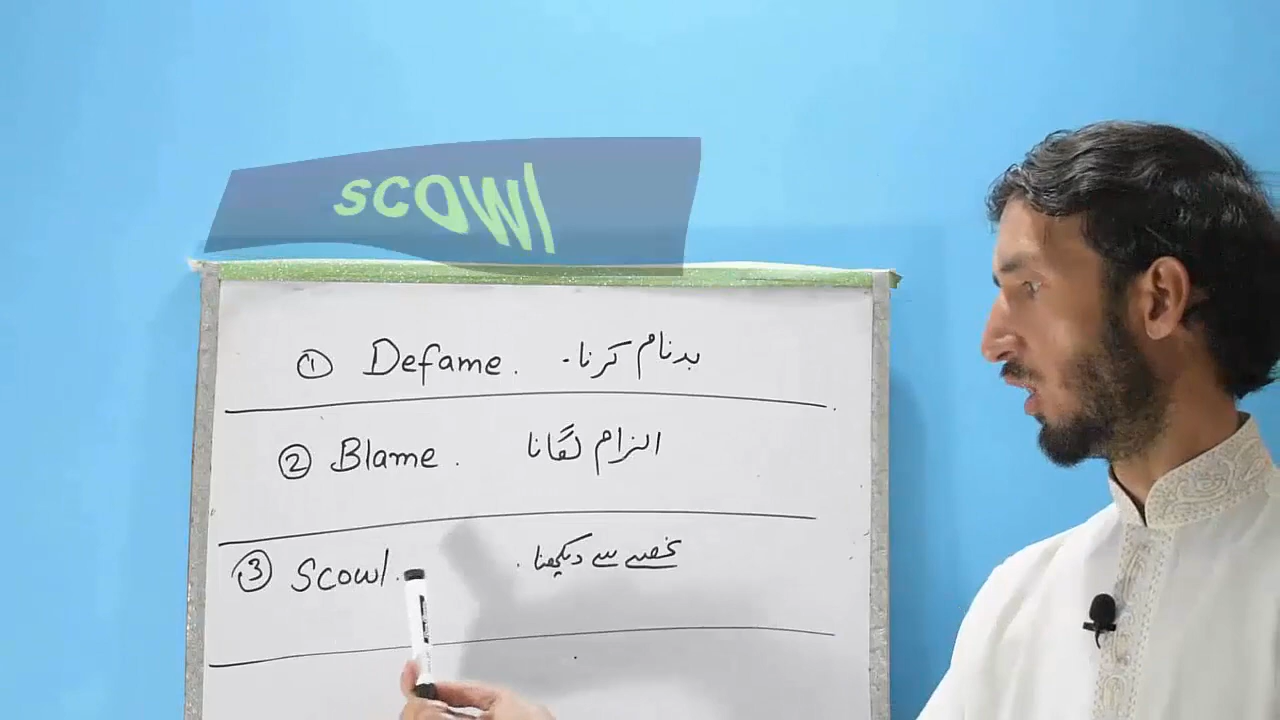 scowl
① Defame. بدنام کرنا۔
② Blame. الزام لگانا
③ Scowl. غصے سے دیکھنا.